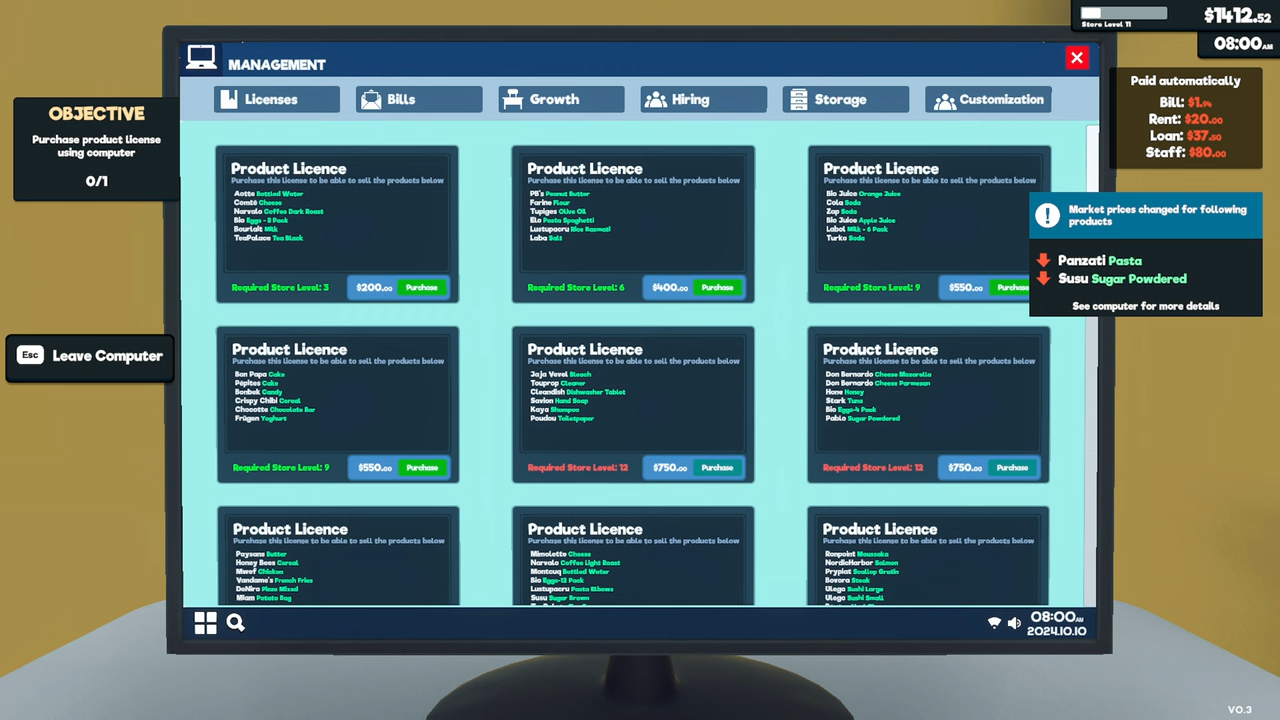 Store Level 11
$1412.52
08:00AM
MANAGEMENT
Licenses
Bills
Growth
Hiring
Storage
Customization
OBJECTIVE
Purchase product license
using computer
0/1
Esc
Leave Computer
Paid automatically
Bill: $1.94
Rent: $20.00
Loan: $37.50
Staff: $80.00
Market prices changed for following
products
Panzati Pasta
Susu Sugar Powdered
See computer for more details
Product Licence
Purchase this license to be able to sell the products below
Aotte Bottled Water
Comté Cheese
Narvalo Coffee Dark Roast
Bio Eggs - 8 Pack
Bourlait Milk
TeaPalace Tea Black
Required Store Level: 3
$200.00
Purchase
Product Licence
Purchase this license to be able to sell the products below
PB's Peanut Butter
Farine Flour
Tupiges Olive Oil
Elo Pasta Spaghetti
Lustupacru Rice Basmati
Laba Salt
Required Store Level: 6
$400.00
Purchase
Product Licence
Purchase this license to be able to sell the products below
Bio Juice Orange Juice
Cola Soda
Zap Soda
Bio Juice Apple Juice
Label Milk - 6 Pack
Turko Soda
Required Store Level: 9
$550.00
Purchase
Product Licence
Purchase this license to be able to sell the products below
Bon Papa Cake
Pépites Cake
Bonbek Candy
Crispy Chibi Cereal
Chocotte Chocolate Bar
Frügen Yoghurt
Required Store Level: 9
$550.00
Purchase
Product Licence
Purchase this license to be able to sell the products below
Jaja Vevel Bleach
Touprop Cleaner
Cleandish Dishwasher Tablet
Savlon Hand Soap
Kaya Shampoo
Poudou Toiletpaper
Required Store Level: 12
$750.00
Purchase
Product Licence
Purchase this license to be able to sell the products below
Don Bernardo Cheese Mozarella
Don Bernardo Cheese Parmesan
Hone Honey
Stark Tuna
Bio Eggs-4 Pack
Pablo Sugar Powdered
Required Store Level: 12
$750.00
Purchase
Product Licence
Purchase this license to be able to sell the products below
Paysans Butter
Honey Bees Cereal
Mwof Chicken
Vandame's French Fries
DeNiro Pizza Mixed
Miam Potato Bag
Product Licence
Purchase this license to be able to sell the products below
Mimolette Cheese
Narvalo Coffee Light Roast
Montcuq Bottled Water
Bio Eggs-12 Pack
Lustupacru Pasta Elbows
Susu Sugar Brown
Product Licence
Purchase this license to be able to sell the products below
Ronpoint Moussaka
NordicHarbor Salmon
Prypiat Scallop Gratin
Bovora Steak
Ulego Sushi Large
Ulego Sushi Small
08:00AM
2024.10.10
V0.3